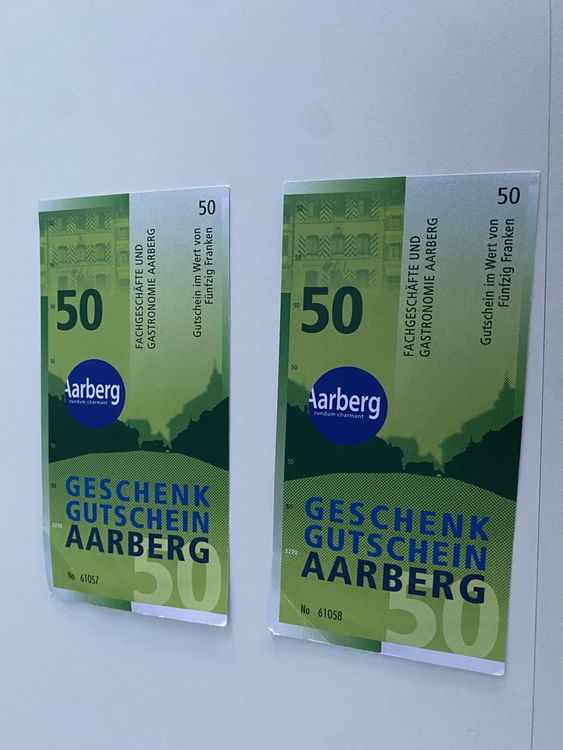 50
FACHGESCHÄFTE UND
GASTRONOMIE AARBERG
Gutschein im Wert von
Fünfzig Franken
50
Aarberg
rundum charmant
GESCHENK
GUTSCHEIN
AARBERG
3270
50
No 61057
50
FACHGESCHÄFTE UND
GASTRONOMIE AARBERG
Gutschein im Wert von
Fünfzig Franken
50
Aarberg
rundum charmant
GESCHENK
GUTSCHEIN
AARBERG
3270
50
No 61058